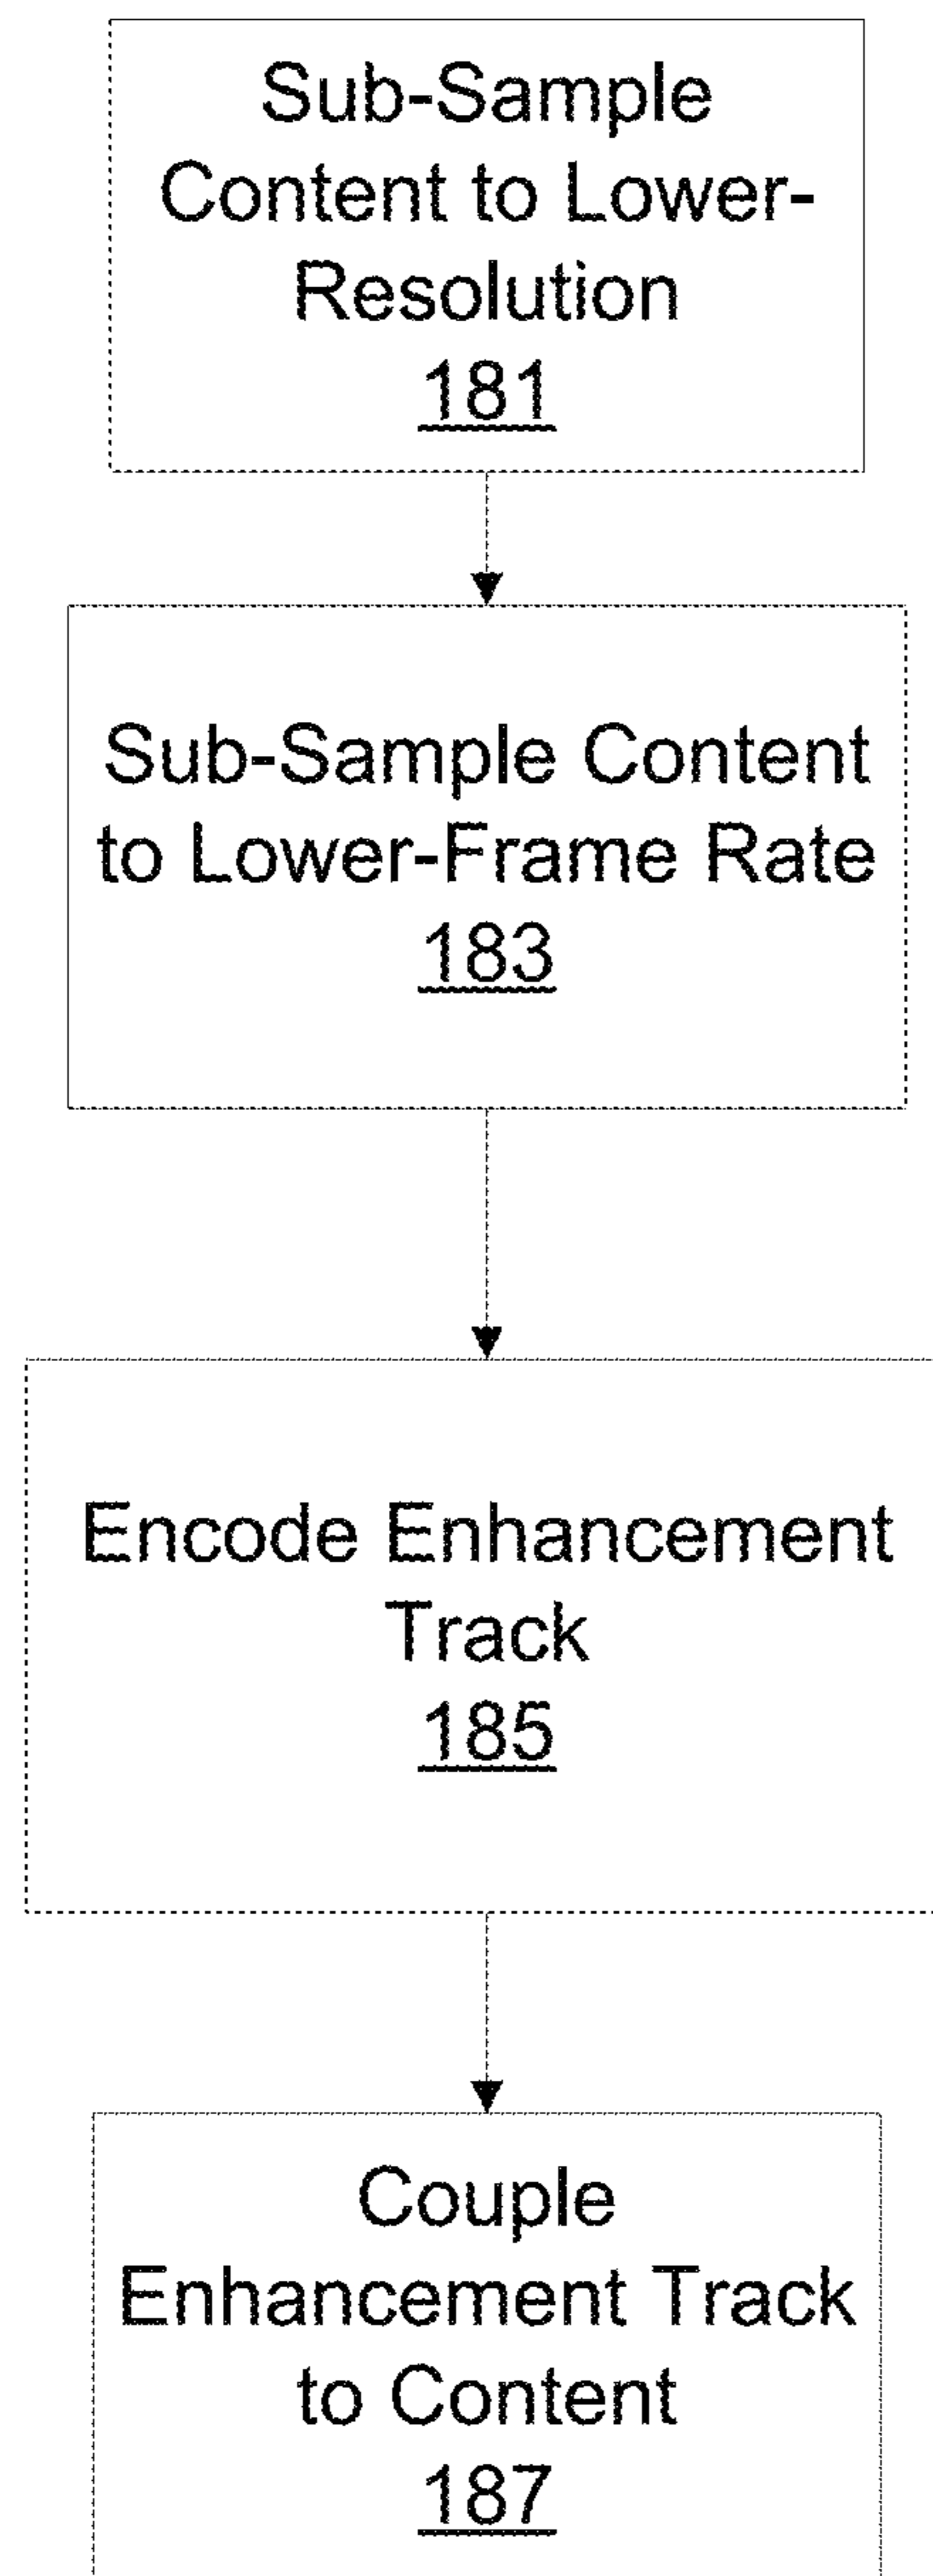 Sub-Sample
Content to Lower-
Resolution
181
Sub-Sample Content
to Lower-Frame Rate
183
Encode Enhancement
Track
185
Couple
Enhancement Track
to Content
187